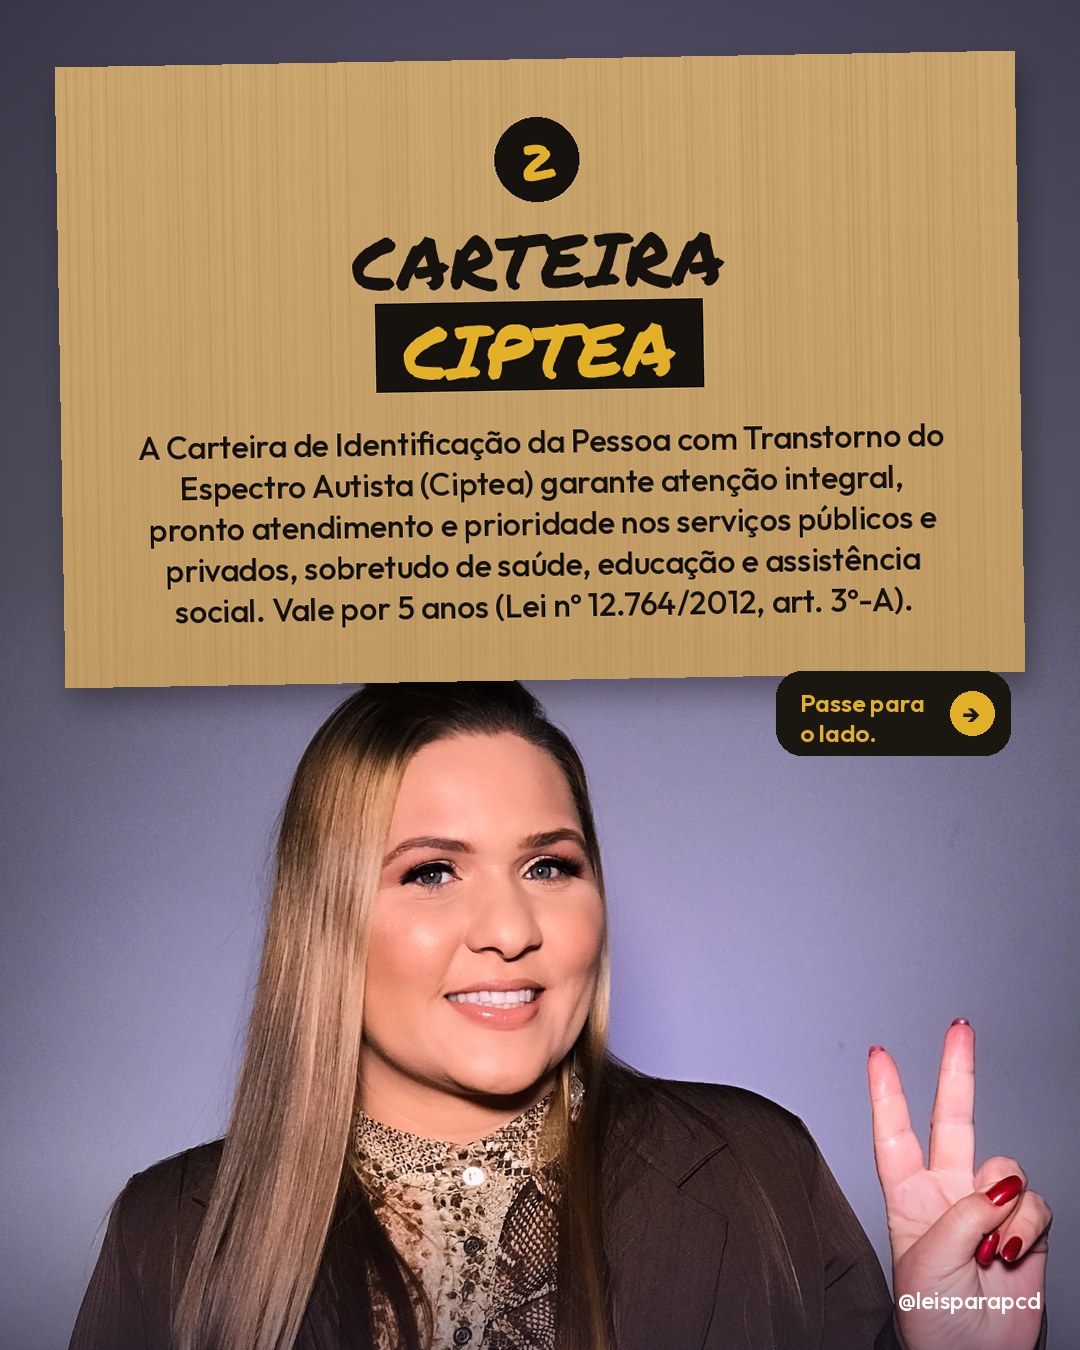 2
CARTEIRA
CIPTEA
A Carteira de Identificação da Pessoa com Transtorno do
Espectro Autista (Ciptea) garante atenção integral,
pronto atendimento e prioridade nos serviços públicos e
privados, sobretudo de saúde, educação e assistência
social. Vale por 5 anos (Lei nº 12.764/2012, art. 3º-A).
Passe para
o lado.
@leisparapcd